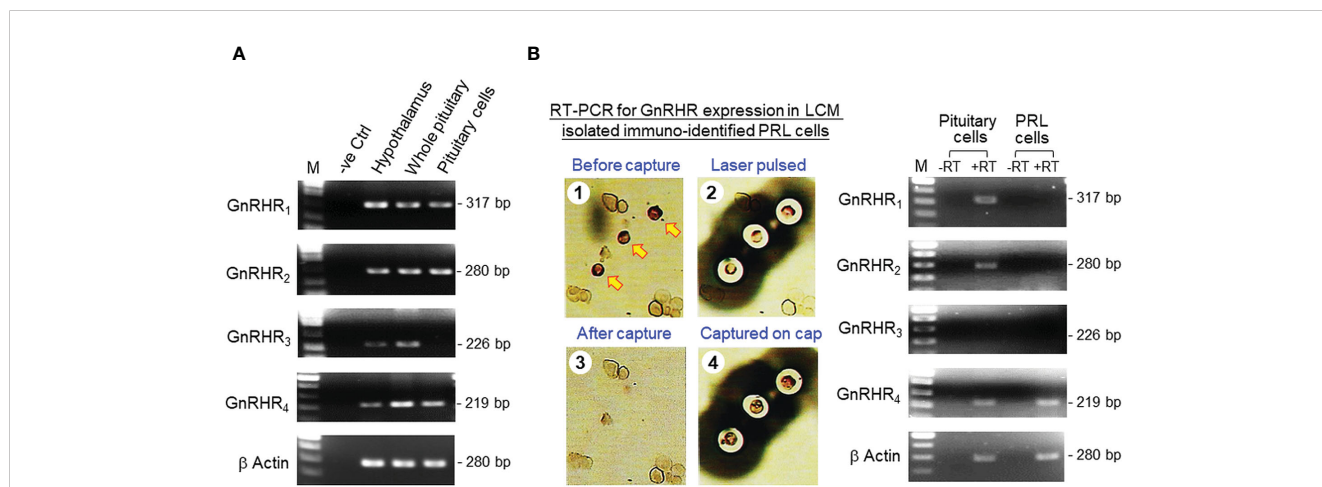 A
M
-ve Ctrl
Hypothalamus
Whole pituitary
Pituitary cells
GnRHR1
- 317 bp
GnRHR2
- 280 bp
GnRHR3
- 226 bp
GnRHR4
- 219 bp
β Actin
- 280 bp
B
RT-PCR for GnRHR expression in LCM
isolated immuno-identified PRL cells
Before capture
Laser pulsed
1
2
After capture
Captured on cap
3
4
Pituitary
cells
PRL
cells
M
-RT +RT -RT +RT
GnRHR1
- 317 bp
GnRHR2
- 280 bp
GnRHR3
- 226 bp
GnRHR4
- 219 bp
β Actin
- 280 bp